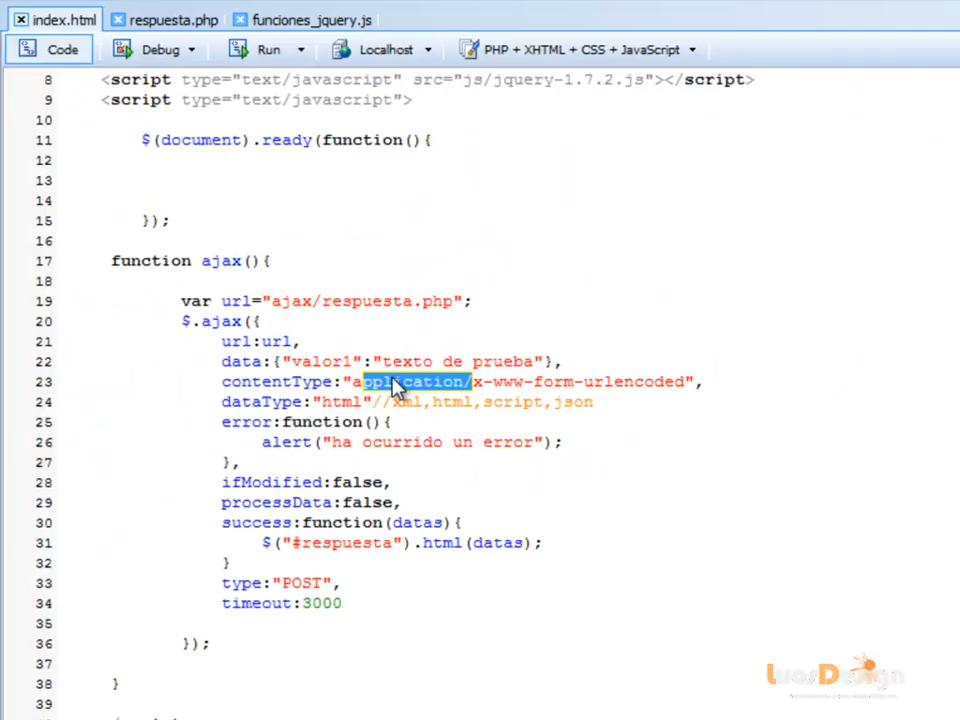 index.html respuesta.php funciones_jquery.js
Code Debug Run Localhost PHP + XHTML + CSS + JavaScript
8 <script type="text/javascript" src="js/jquery-1.7.2.js"></script>
9 <script type="text/javascript">
10
11 $(document).ready(function(){
12
13
14
15 });
16
17 function ajax(){
18
19 var url="ajax/respuesta.php";
20 $.ajax({
21 url:url,
22 data:{"valor1":"texto de prueba"},
23 contentType:"application/x-www-form-urlencoded",
24 dataType:"html"//xml,html,script,json
25 error:function(){
26 alert("ha ocurrido un error");
27 },
28 ifModified:false,
29 processData:false,
30 success:function(datas){
31 $("#respuesta").html(datas);
32 }
33 type:"POST",
34 timeout:3000
35
36 });
37
38 }
39
LuosDesign